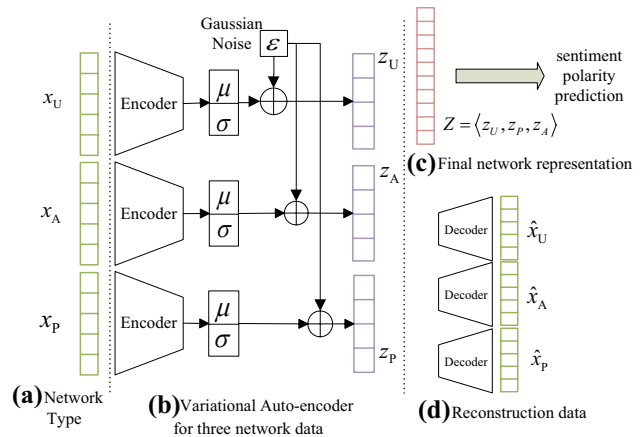 Gaussian
Noise
ε
x_U
Encoder
μ
σ
z_U
x_A
Encoder
μ
σ
z_A
x_P
Encoder
μ
σ
z_P
(a) Network
Type
(b) Variational Auto-encoder
for three network data
sentiment
polarity
prediction
Z = ⟨z_U, z_P, z_A⟩
(c) Final network representation
Decoder
x̂_U
Decoder
x̂_A
Decoder
x̂_P
(d) Reconstruction data